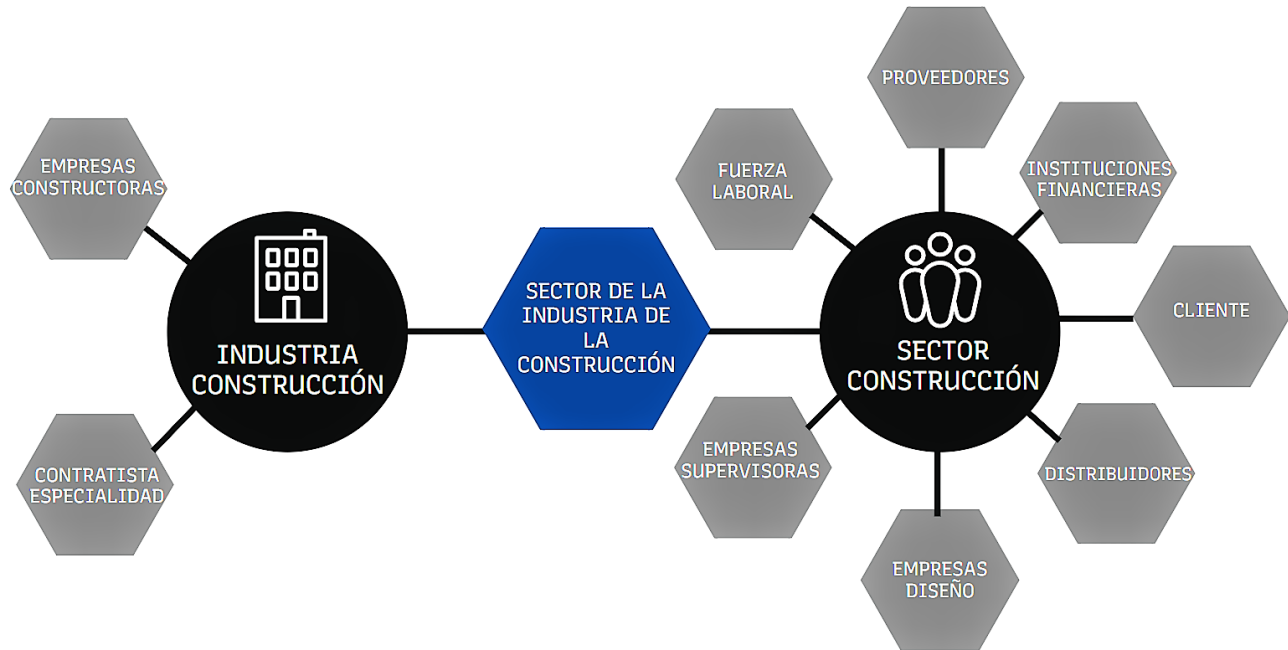 EMPRESAS
CONSTRUCTORAS
INDUSTRIA
CONSTRUCCIÓN
CONTRATISTA
ESPECIALIDAD
SECTOR DE LA
INDUSTRIA DE
LA
CONSTRUCCIÓN
PROVEEDORES
FUERZA
LABORAL
INSTITUCIONES
FINANCIERAS
SECTOR
CONSTRUCCIÓN
CLIENTE
EMPRESAS
SUPERVISORAS
DISTRIBUIDORES
EMPRESAS
DISEÑO